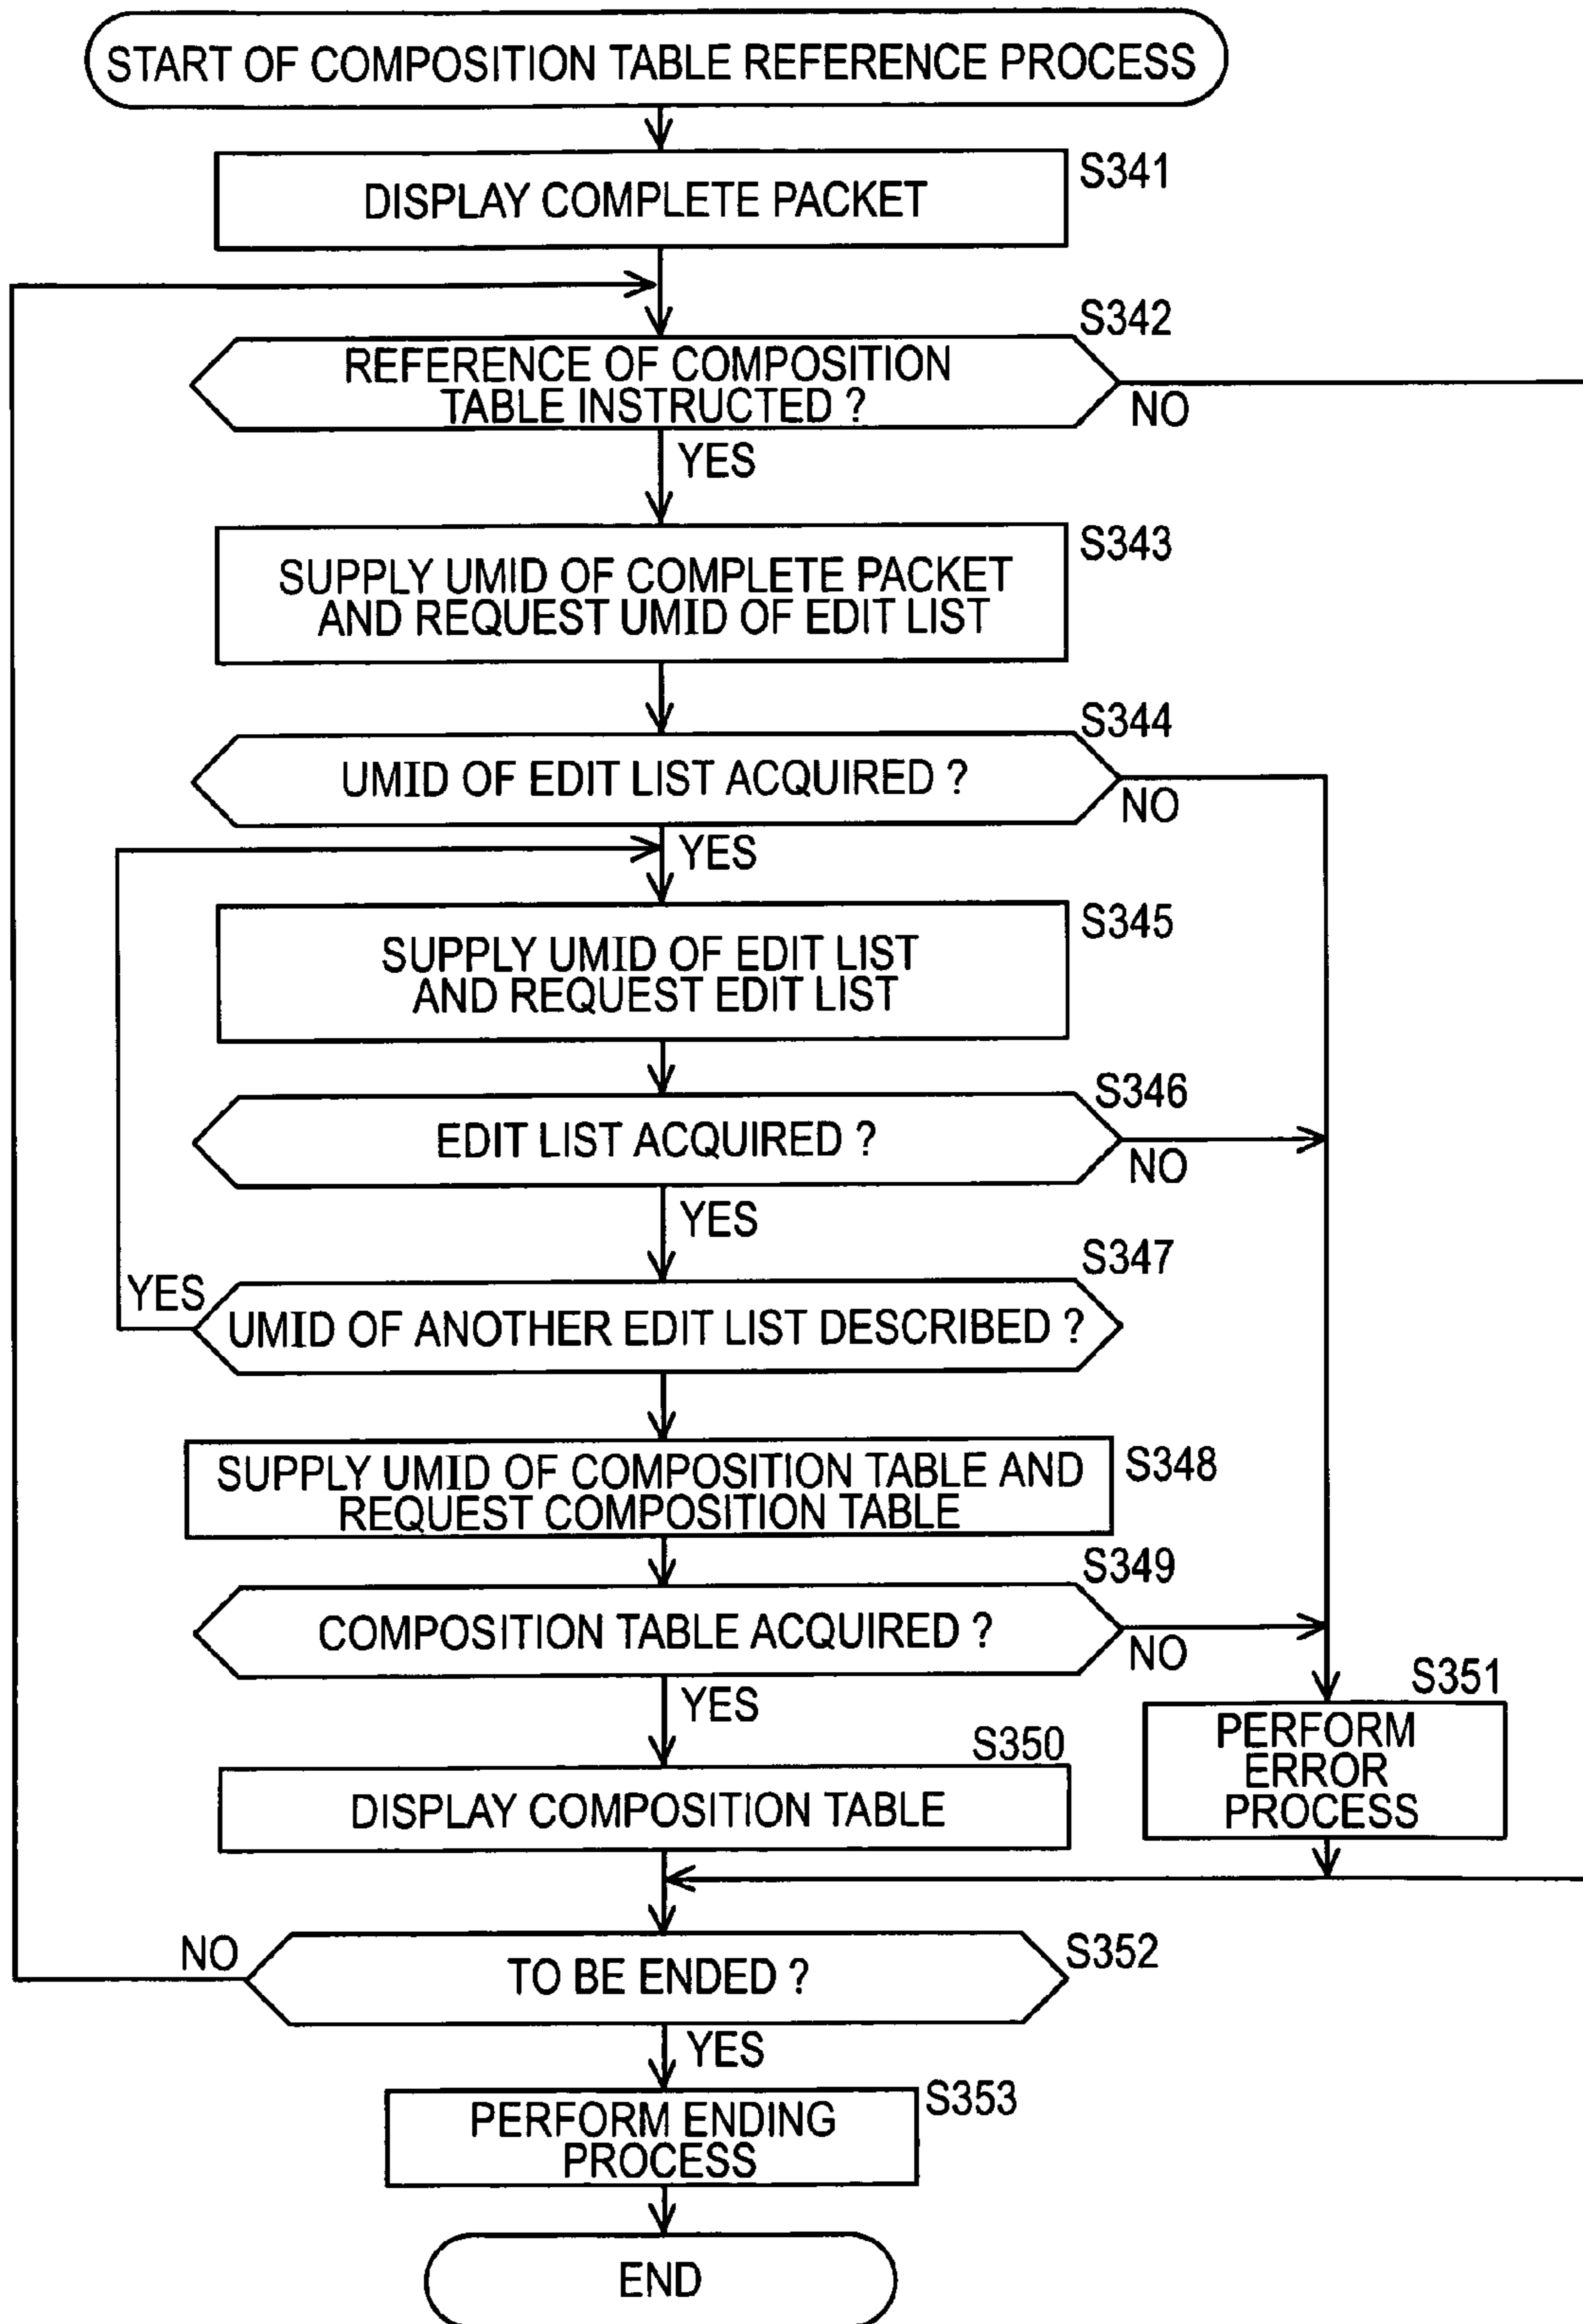 START OF COMPOSITION TABLE REFERENCE PROCESS
S341
DISPLAY COMPLETE PACKET
S342
REFERENCE OF COMPOSITION
TABLE INSTRUCTED ?
NO
YES
S343
SUPPLY UMID OF COMPLETE PACKET
AND REQUEST UMID OF EDIT LIST
S344
UMID OF EDIT LIST ACQUIRED ?
NO
YES
S345
SUPPLY UMID OF EDIT LIST
AND REQUEST EDIT LIST
S346
EDIT LIST ACQUIRED ?
NO
YES
S347
YES
UMID OF ANOTHER EDIT LIST DESCRIBED ?
S348
SUPPLY UMID OF COMPOSITION TABLE AND
REQUEST COMPOSITION TABLE
S349
COMPOSITION TABLE ACQUIRED ?
NO
YES
S351
PERFORM
ERROR
PROCESS
S350
DISPLAY COMPOSITION TABLE
NO
S352
TO BE ENDED ?
YES
S353
PERFORM ENDING
PROCESS
END